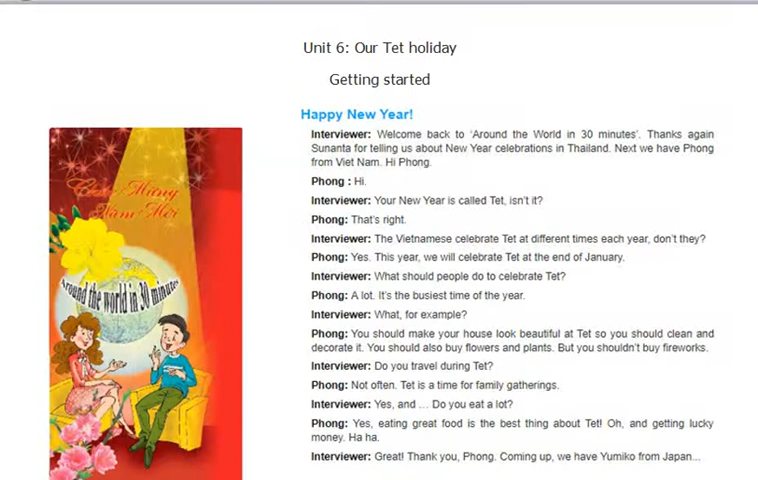 Unit 6: Our Tet holiday
Getting started
Happy New Year!
Interviewer: Welcome back to 'Around the World in 30 minutes'. Thanks again
Sunanta for telling us about New Year celebrations in Thailand. Next we have Phong
from Viet Nam. Hi Phong.
Phong : Hi.
Interviewer: Your New Year is called Tet, isn't it?
Phong: That's right.
Interviewer: The Vietnamese celebrate Tet at different times each year, don't they?
Phong: Yes. This year, we will celebrate Tet at the end of January.
Interviewer: What should people do to celebrate Tet?
Phong: A lot. It's the busiest time of the year.
Interviewer: What, for example?
Phong: You should make your house look beautiful at Tet so you should clean and
decorate it. You should also buy flowers and plants. But you shouldn't buy fireworks.
Interviewer: Do you travel during Tet?
Phong: Not often. Tet is a time for family gatherings.
Interviewer: Yes, and … Do you eat a lot?
Phong: Yes, eating great food is the best thing about Tet! Oh, and getting lucky
money. Ha ha.
Interviewer: Great! Thank you, Phong. Coming up, we have Yumiko from Japan...
Chúc Mừng
Năm Mới
Around the world in 30 minutes